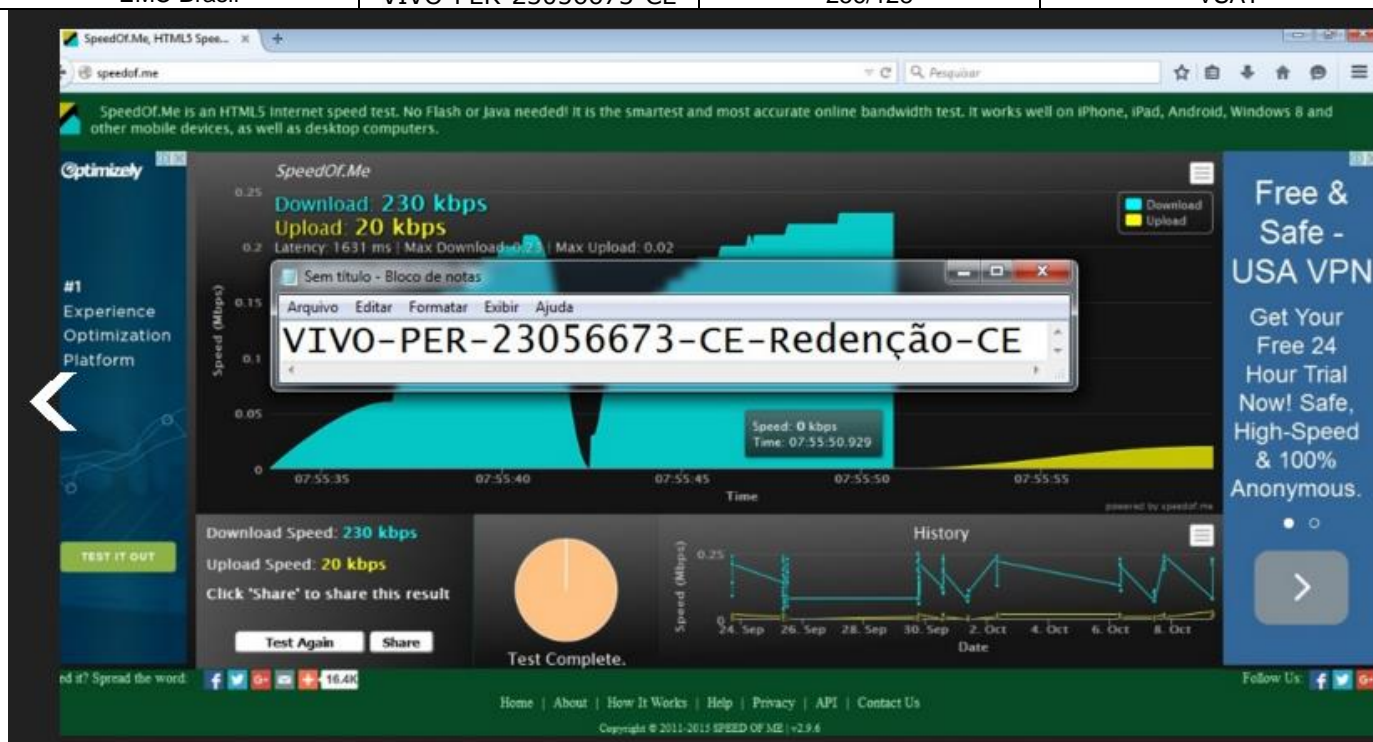 VIVO-PER-23056673-CE
SpeedOf.Me, HTML5 Spee...
speedof.me
Pesquisar
SpeedOf.Me is an HTML5 Internet speed test. No Flash or Java needed! It is the smartest and most accurate online bandwidth test. It works well on iPhone, iPad, Android, Windows 8 and
other mobile devices, as well as desktop computers.
Optimizely
#1
Experience
Optimization
Platform
TEST IT OUT
SpeedOf.Me
Download: 230 kbps
Upload: 20 kbps
Latency: 1631 ms | Max Download: 0.23 | Max Upload: 0.02
Download
Upload
Speed (Mbps)
0.25
0.2
0.15
0.1
0.05
0
Sem título - Bloco de notas
Arquivo Editar Formatar Exibir Ajuda
VIVO-PER-23056673-CE-Redenção-CE
Speed: 0 kbps
Time: 07:55:50.929
07:55:35 07:55:40 07:55:45 07:55:50 07:55:55
Time
powered by speedof.me
Download Speed: 230 kbps
Upload Speed: 20 kbps
Click 'Share' to share this result
Test Again Share
Test Complete.
History
Speed (Mbps)
0.25
0
24. Sep 26. Sep 28. Sep 30. Sep 2. Oct 4. Oct 6. Oct 8. Oct
Date
Free &
Safe -
USA VPN
Get Your
Free 24
Hour Trial
Now! Safe,
High-Speed
& 100%
Anonymous.
ed it? Spread the word:
16.4K
Follow Us:
Home | About | How It Works | Help | Privacy | API | Contact Us
Copyright © 2011-2015 SPEED OF ME | v2.9.6